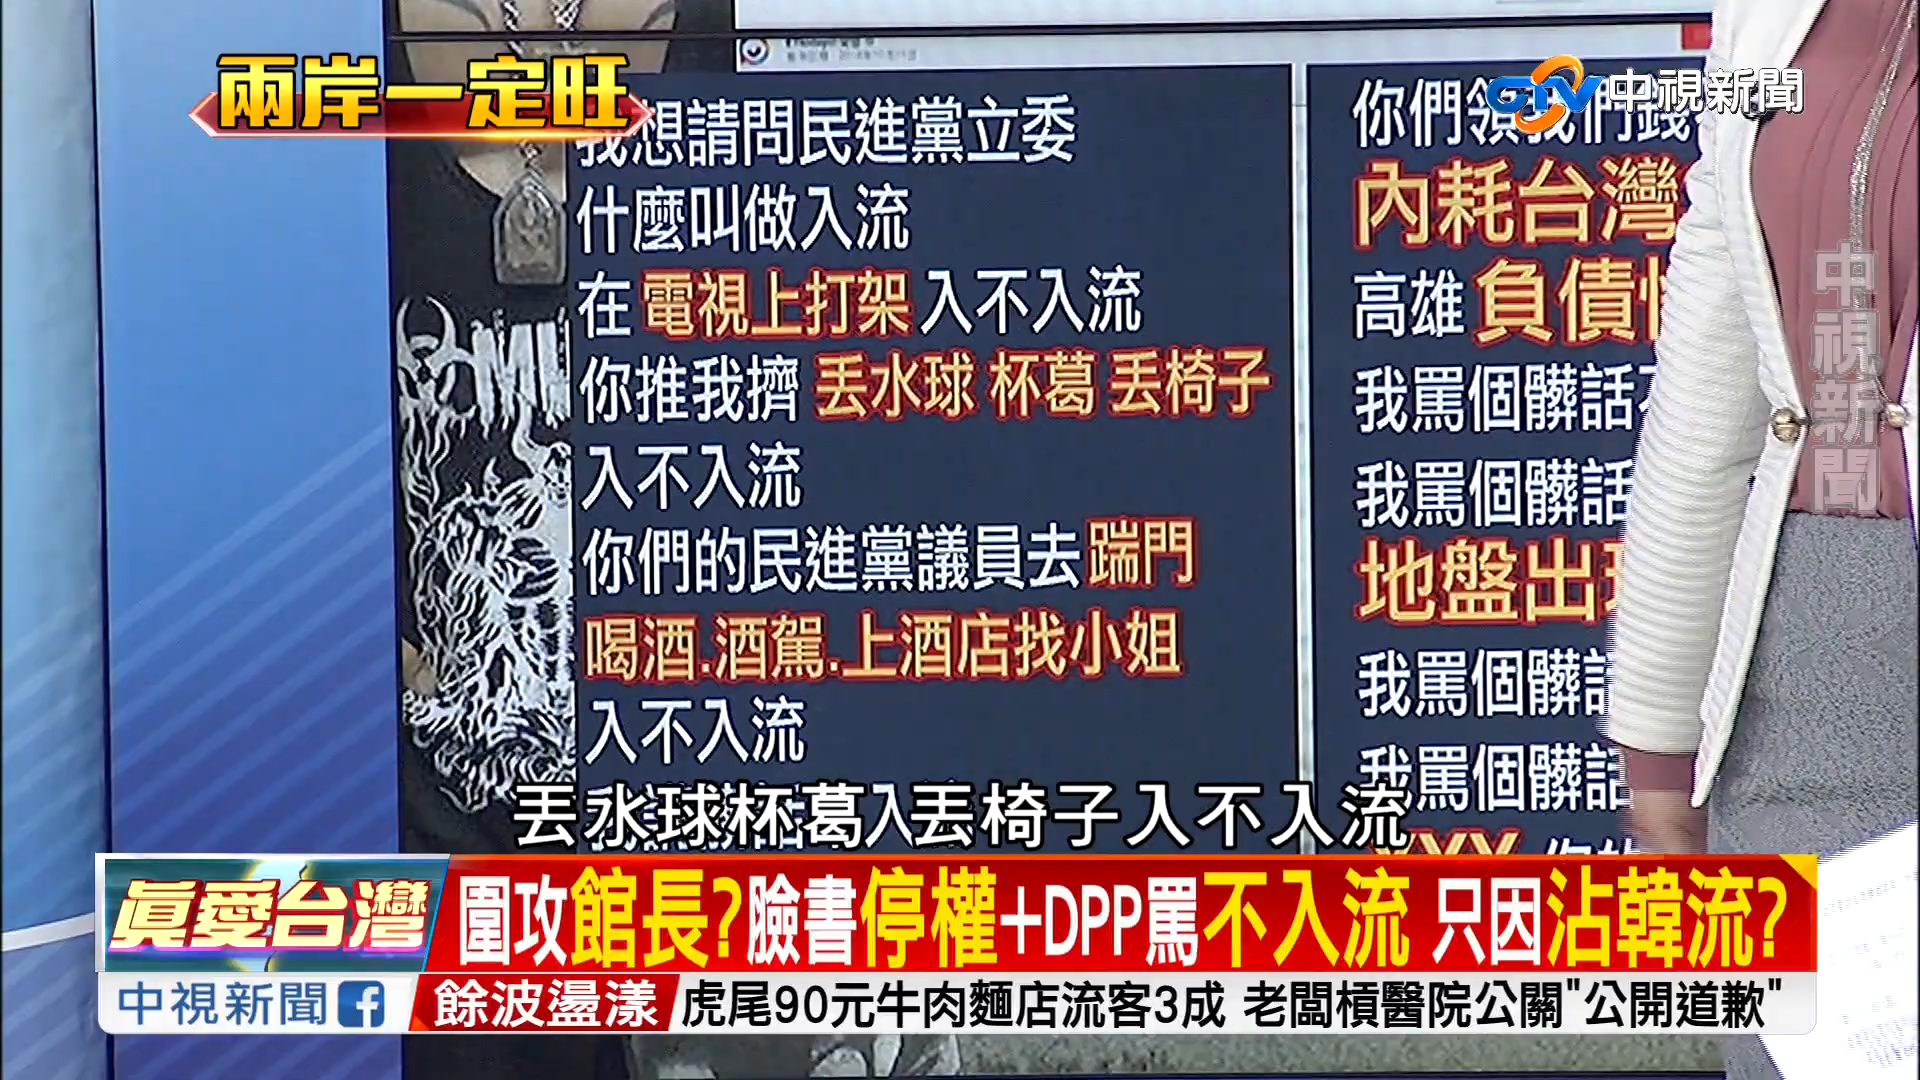 兩岸一定旺
CTV 中視新聞
我想請問民進黨立委
什麼叫做入流
在 電視上打架 入不入流
你推我擠 丟水球 杯葛 丟椅子
入不入流
你們的民進黨議員去踹門
喝酒.酒駕.上酒店找小姐
入不入流
你們領我們錢
內耗台灣
高雄 負債
我罵個髒話
我罵個髒話
地盤出
我罵個髒話
我罵個髒話
中視新聞
丟水球杯葛 丟椅子入不入流
真愛台灣
圍攻館長?臉書停權+DPP罵不入流 只因沾韓流?
中視新聞
餘波盪漾
虎尾90元牛肉麵店流客3成 老闆槓醫院公關"公開道歉"